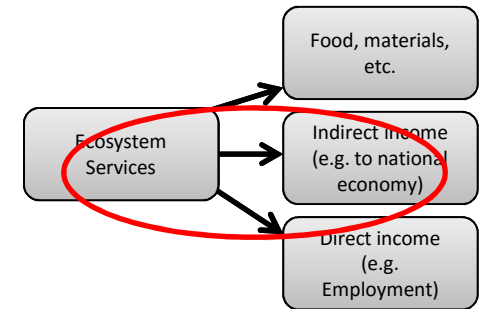 Food, materials,
etc.
Ecosystem
Services
Indirect income
(e.g. to national
economy)
Direct income
(e.g.
Employment)